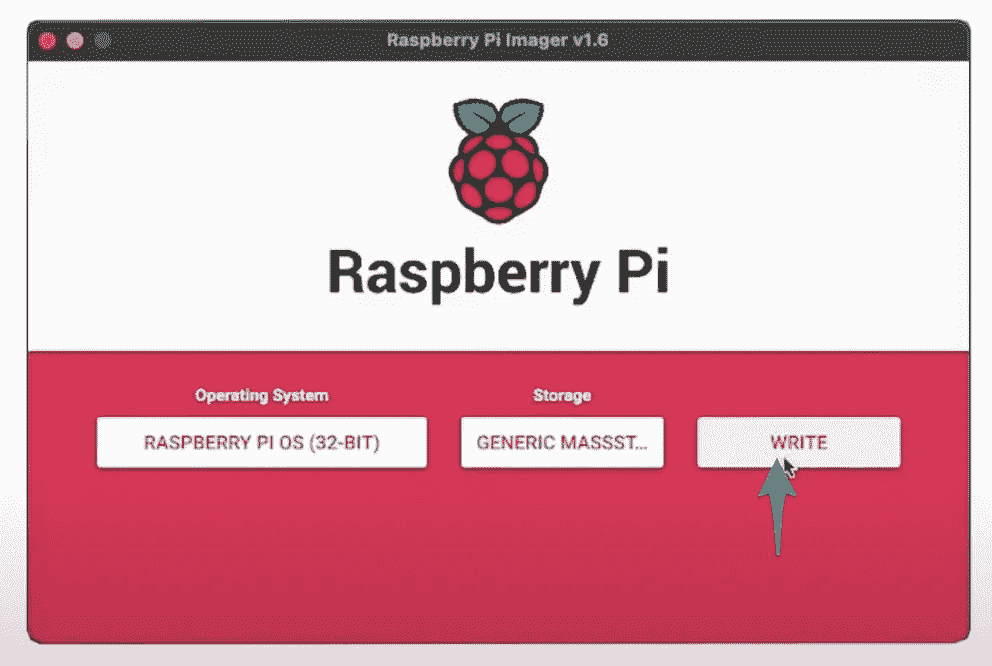 Raspberry Pi Imager v1.6
Raspberry Pi
Operating System
Storage
RASPBERRY PI OS (32-BIT)
GENERIC MASSST...
WRITE